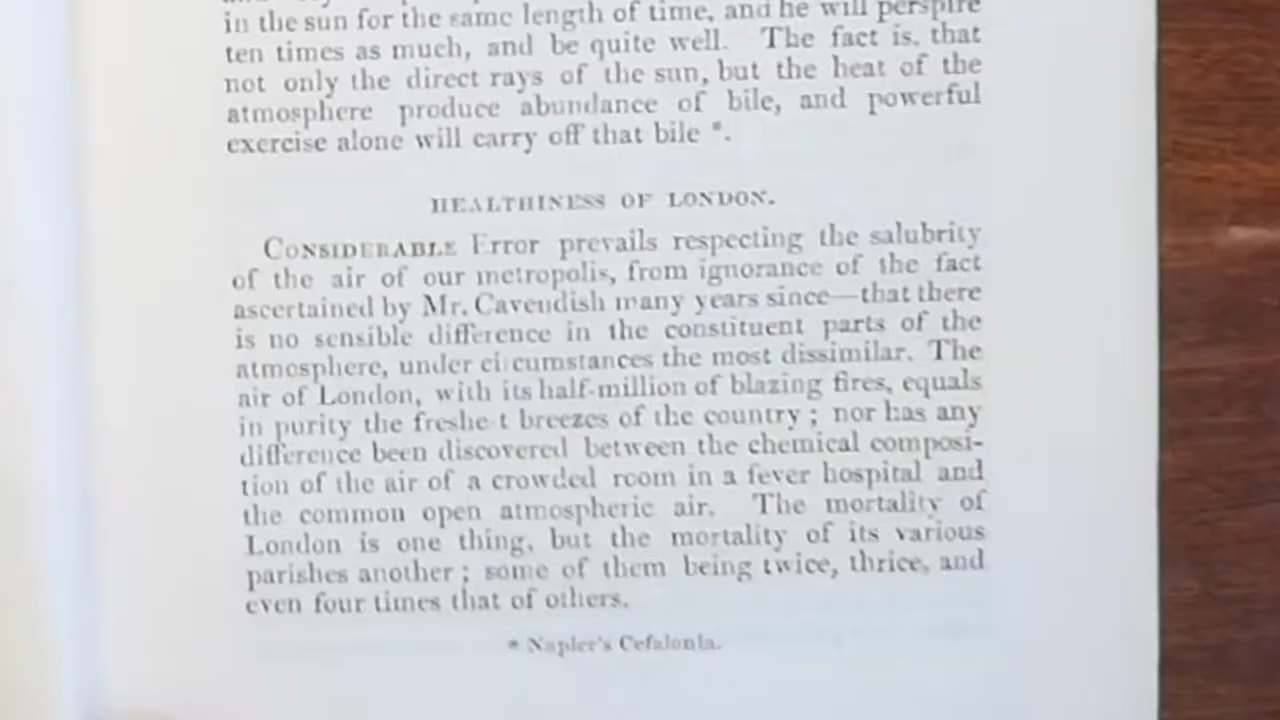 in the sun for the same length of time, and he will perspire
ten times as much, and be quite well. The fact is, that
not only the direct rays of the sun, but the heat of the
atmosphere produce abundance of bile, and powerful
exercise alone will carry off that bile *.
HEALTHINESS OF LONDON.
CONSIDERABLE Error prevails respecting the salubrity
of the air of our metropolis, from ignorance of the fact
ascertained by Mr. Cavendish many years since—that there
is no sensible difference in the constituent parts of the
atmosphere, under circumstances the most dissimilar. The
air of London, with its half-million of blazing fires, equals
in purity the freshe t breezes of the country; nor has any
difference been discovered between the chemical composi-
tion of the air of a crowded room in a fever hospital and
the common open atmospheric air. The mortality of
London is one thing, but the mortality of its various
parishes another; some of them being twice, thrice, and
even four times that of others.
* Napier's Cefalonia.